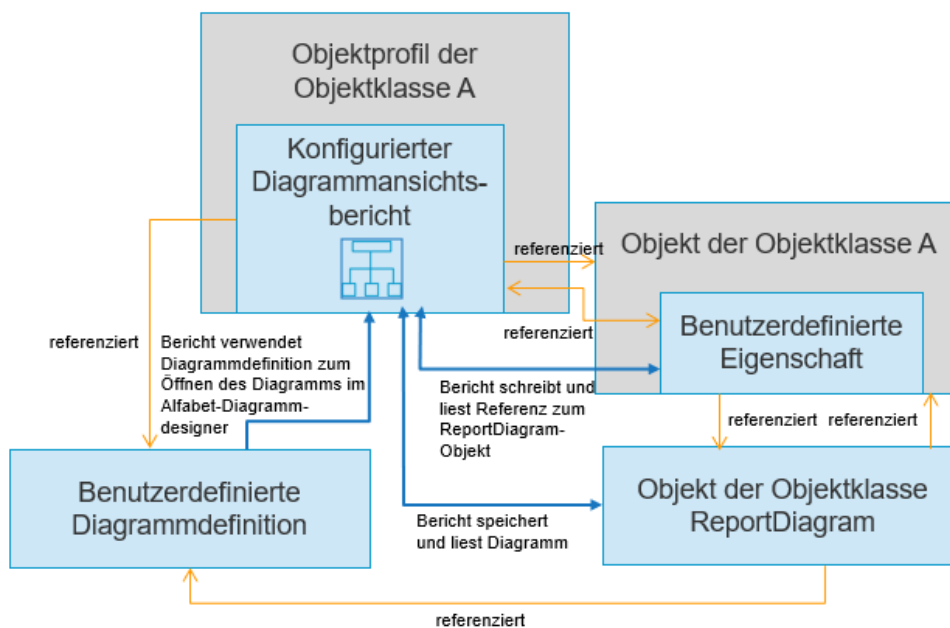 Objektprofil der
Objektklasse A
Konfigurierter
Diagrammansichts-
bericht
referenziert
Objekt der Objektklasse A
referenziert
Benutzerdefinierte
Eigenschaft
referenziert
Bericht verwendet
Diagrammdefinition zum
Öffnen des Diagramms im
Alfabet-Diagramm-
designer
Bericht schreibt und
liest Referenz zum
ReportDiagram-
Objekt
referenziert
referenziert
Benutzerdefinierte
Diagrammdefinition
Objekt der Objektklasse
ReportDiagram
Bericht speichert
und liest Diagramm
referenziert